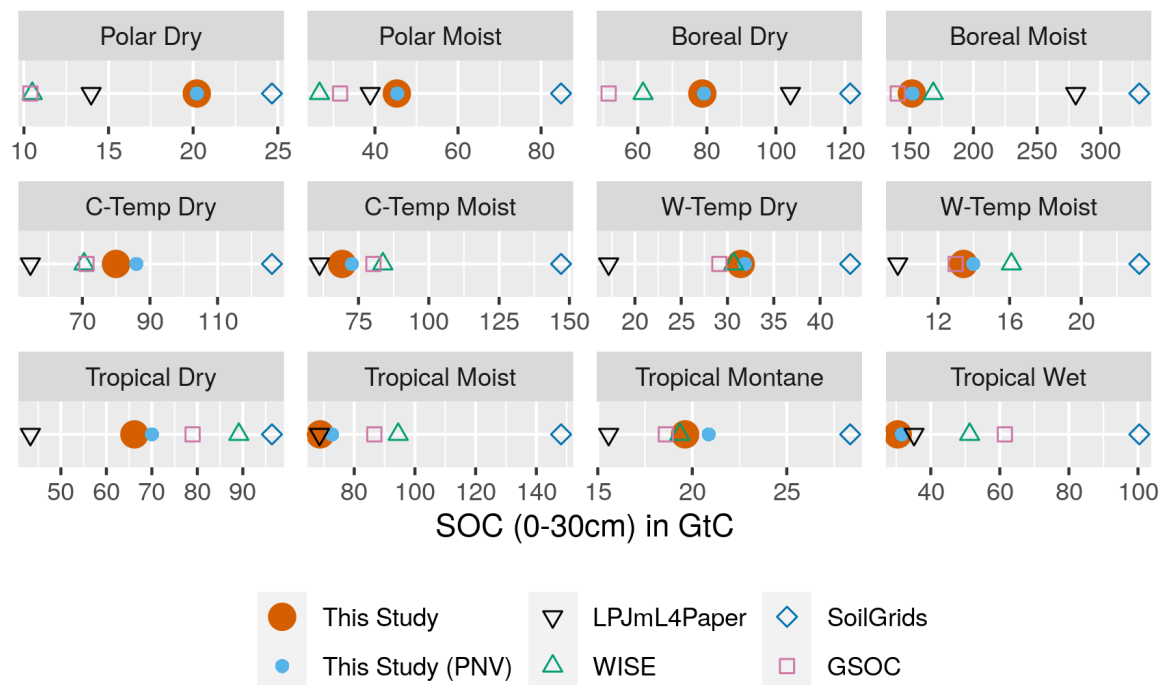 Polar Dry Polar Moist Boreal Dry Boreal Moist
10 15 20 25 40 60 80 60 80 100 120 150 200 250 300
C-Temp Dry C-Temp Moist W-Temp Dry W-Temp Moist
70 90 110 75 100 125 150 20 25 30 35 40 12 16 20
Tropical Dry Tropical Moist Tropical Montane Tropical Wet
50 60 70 80 90 80 100 120 140 15 20 25 40 60 80 100
SOC (0-30cm) in GtC
This Study LPJmL4Paper SoilGrids
This Study (PNV) WISE GSOC